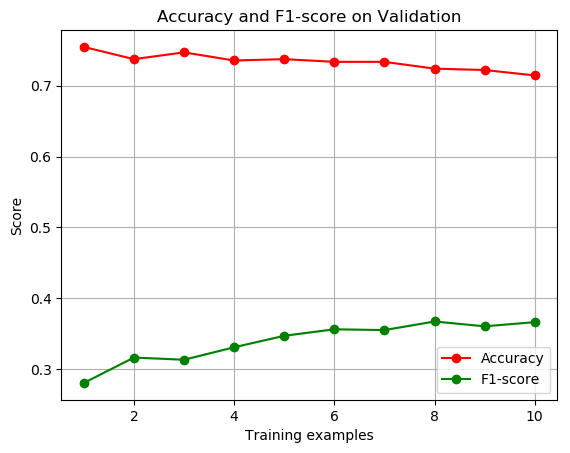 Accuracy and F1-score on Validation
Score
0.7
0.6
0.5
0.4
0.3
Accuracy
F1-score
2
4
6
8
10
Training examples